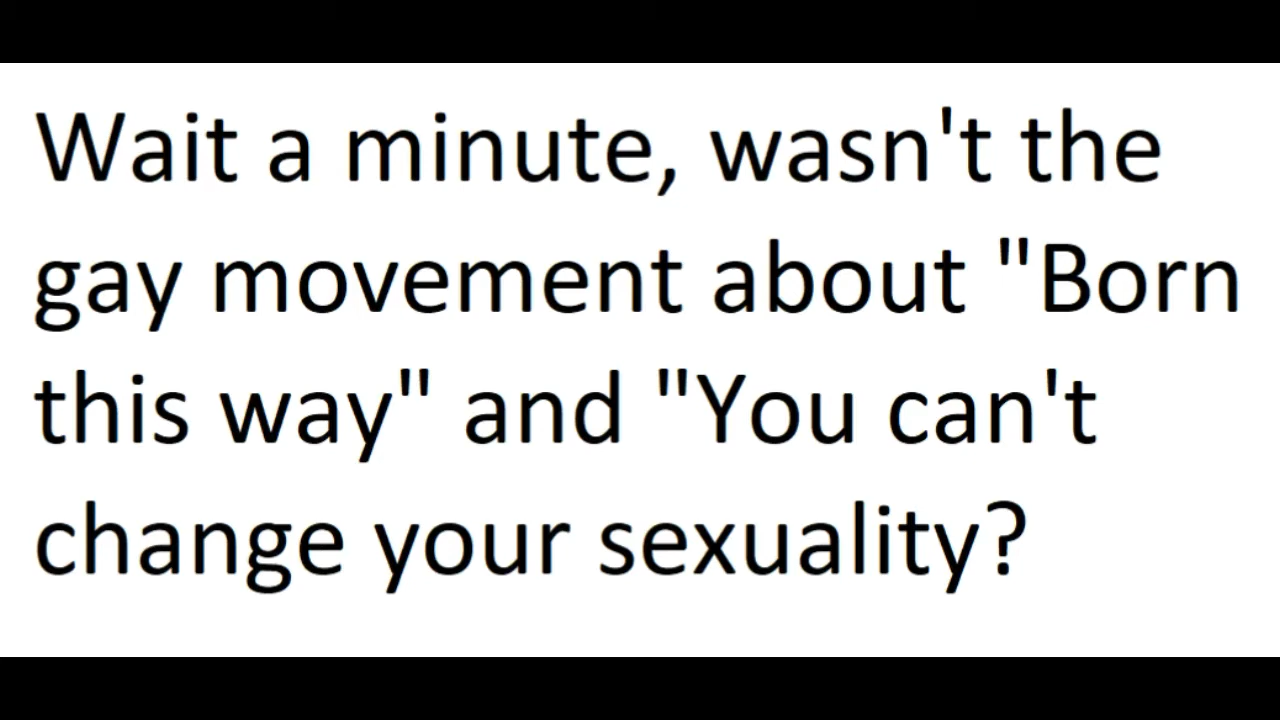 Wait a minute, wasn't the
gay movement about "Born
this way" and "You can't
change your sexuality?